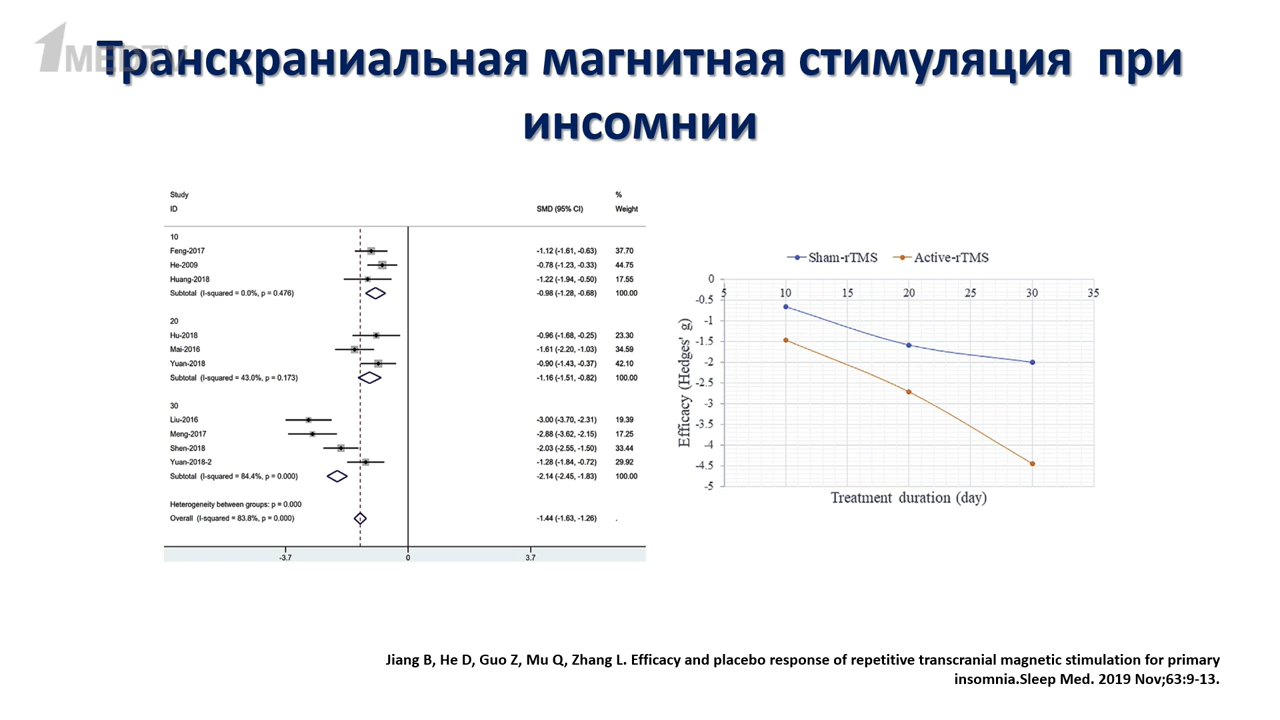 1MEDTV
Транскраниальная магнитная стимуляция при
инсомнии
Study %
ID SMD (95% CI) Weight
10
Feng-2017 -1.12 (-1.61, -0.63) 37.70
He-2009 -0.78 (-1.23, -0.33) 44.75
Huang-2018 -1.22 (-1.94, -0.50) 17.55
Subtotal (I-squared = 0.0%, p = 0.476) -0.98 (-1.28, -0.68) 100.00
20
Hu-2018 -0.96 (-1.68, -0.25) 23.30
Mai-2016 -1.61 (-2.20, -1.03) 34.59
Yuan-2018 -0.90 (-1.43, -0.37) 42.10
Subtotal (I-squared = 43.0%, p = 0.173) -1.16 (-1.51, -0.82) 100.00
30
Liu-2016 -3.00 (-3.70, -2.31) 19.39
Meng-2017 -2.88 (-3.62, -2.15) 17.25
Shen-2018 -2.03 (-2.55, -1.50) 33.44
Yuan-2018-2 -1.28 (-1.84, -0.72) 29.92
Subtotal (I-squared = 84.4%, p = 0.000) -2.14 (-2.45, -1.83) 100.00
Heterogeneity between groups: p = 0.000
Overall (I-squared = 83.8%, p = 0.000) -1.44 (-1.63, -1.26) .
-3.7 0 3.7
Sham-rTMS Active-rTMS
0
5 10 15 20 25 30 35
-0.5
-1
-1.5
-2
-2.5
-3
-3.5
-4
-4.5
-5
Efficacy (Hedges' g)
Treatment duration (day)
Jiang B, He D, Guo Z, Mu Q, Zhang L. Efficacy and placebo response of repetitive transcranial magnetic stimulation for primary
insomnia.Sleep Med. 2019 Nov;63:9-13.